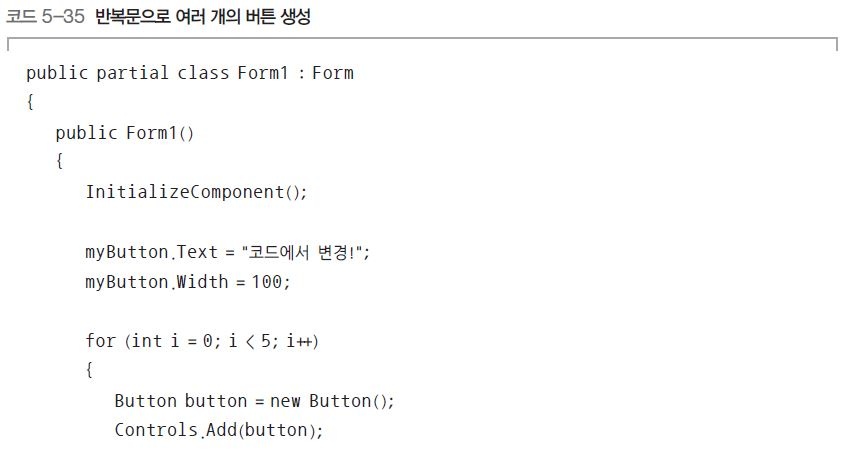 코드 5-35 반복문으로 여러 개의 버튼 생성
public partial class Form1 : Form
{
public Form1()
{
InitializeComponent();
myButton.Text = "코드에서 변경!";
myButton.Width = 100;
for (int i = 0; i < 5; i++)
{
Button button = new Button();
Controls.Add(button);